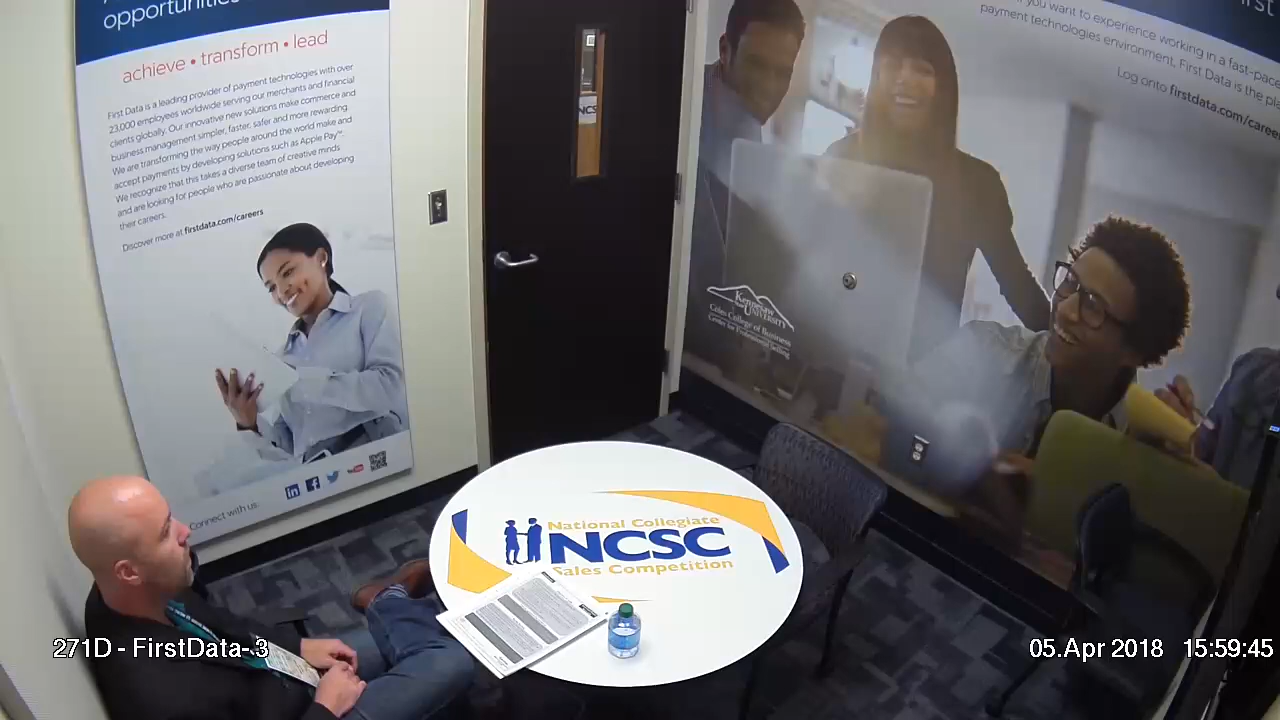 opportunities
achieve • transform • lead
First Data is a leading provider of payment technologies with over
23,000 employees worldwide serving our merchants and financial
clients globally. Our innovative new solutions make commerce and
business management simpler, faster, safer and more rewarding.
We are transforming the way people around the world make and
accept payments by developing solutions such as Apple Pay™.
We recognize that this takes a diverse team of creative minds
and are looking for people who are passionate about developing
their careers.
Discover more at firstdata.com/careers
Connect with us:
NCS
you want to experience working in a fast-pace
payment technologies environment, First Data is the pla
Log onto firstdata.com/caree
Kennesaw
State UNIVERSITY
Coles College of Business
Center for Professional Selling
National Collegiate
NCSC
Sales Competition
271D - FirstData-3
05.Apr 2018 15:59:45